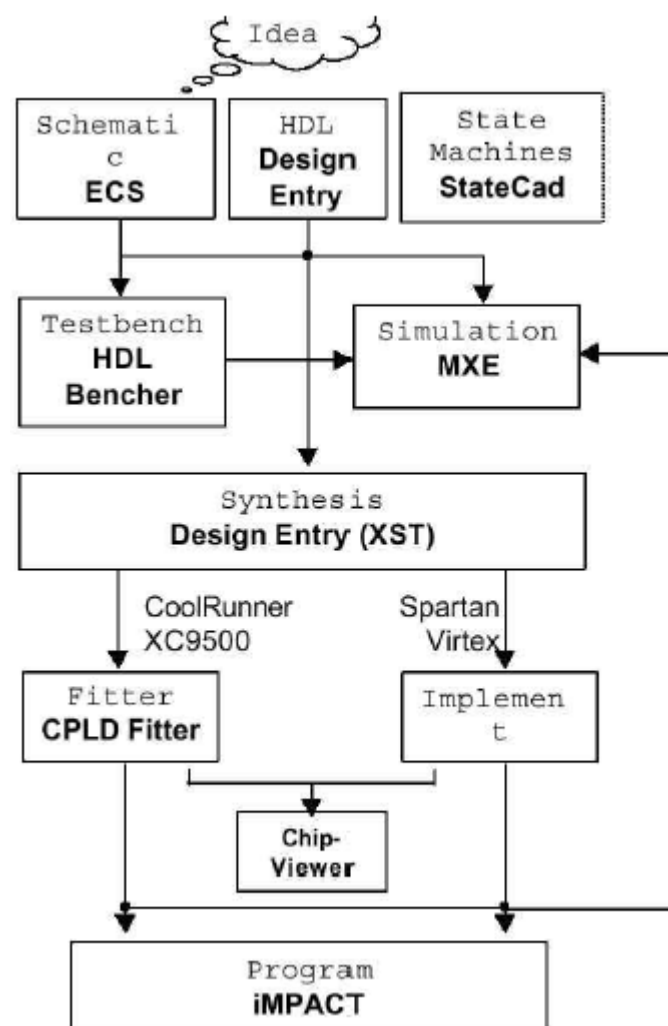 Idea
Schemati
c
ECS
HDL
Design
Entry
State
Machines
StateCad
Testbench
HDL
Bencher
Simulation
MXE
Synthesis
Design Entry (XST)
CoolRunner
XC9500
Spartan
Virtex
Fitter
CPLD Fitter
Implemen
t
Chip-
Viewer
Program
iMPACT